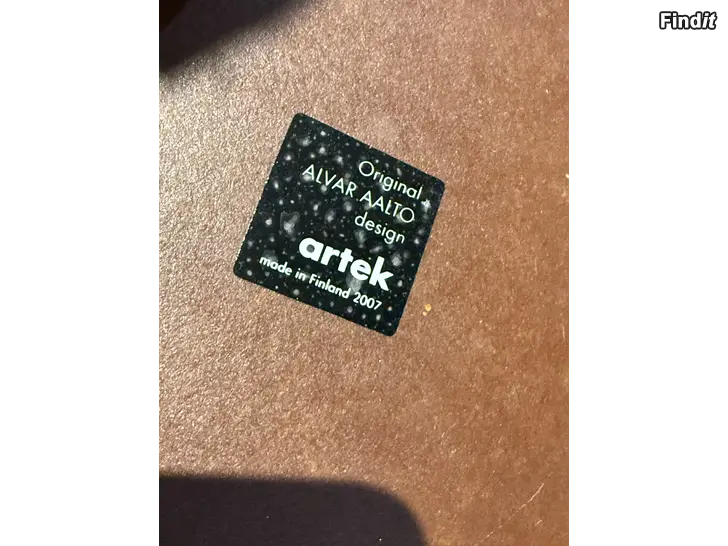 Findit
Original
ALVAR AALTO
design
artek
made in Finland 2007